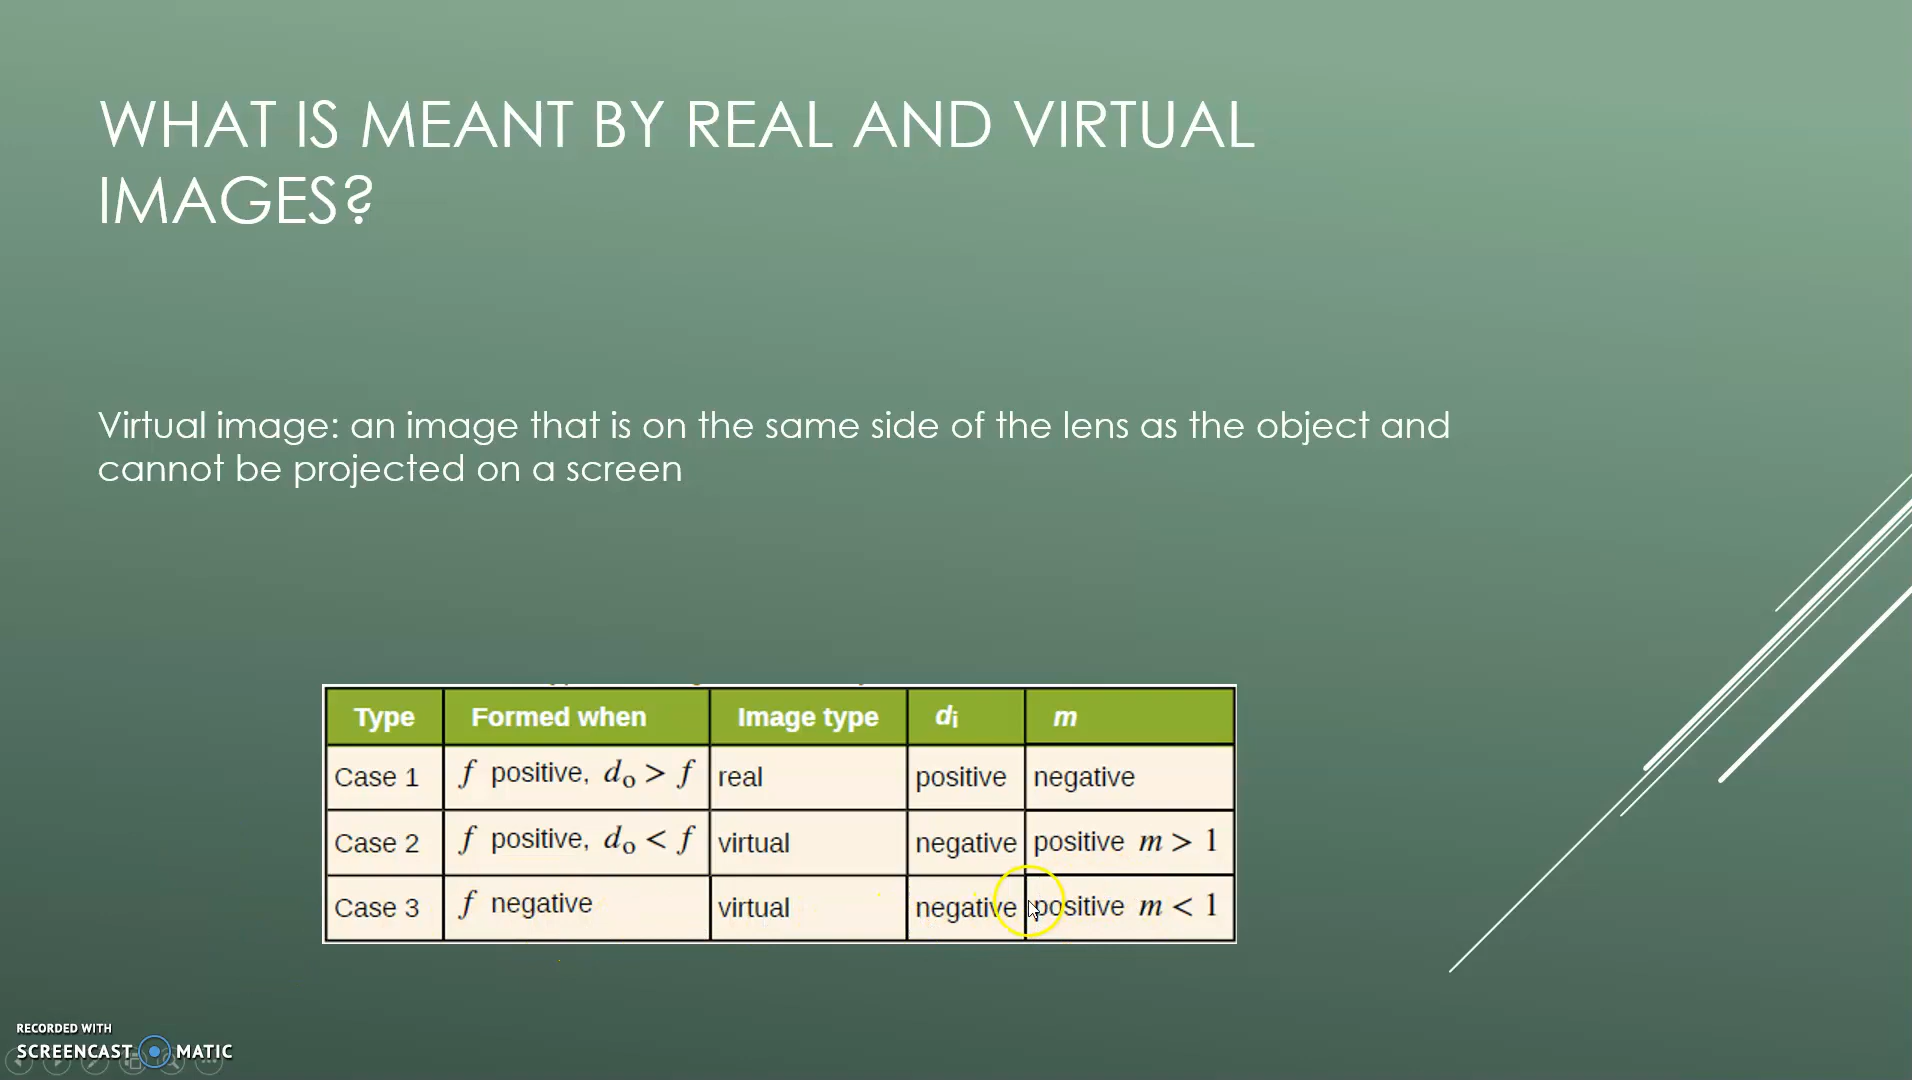 WHAT IS MEANT BY REAL AND VIRTUAL
IMAGES?
Virtual image: an image that is on the same side of the lens as the object and
cannot be projected on a screen
Type Formed when Image type di m
Case 1 f positive, do > f real positive negative
Case 2 f positive, do < f virtual negative positive m > 1
Case 3 f negative virtual negative positive m < 1
RECORDED WITH
SCREENCAST MATIC